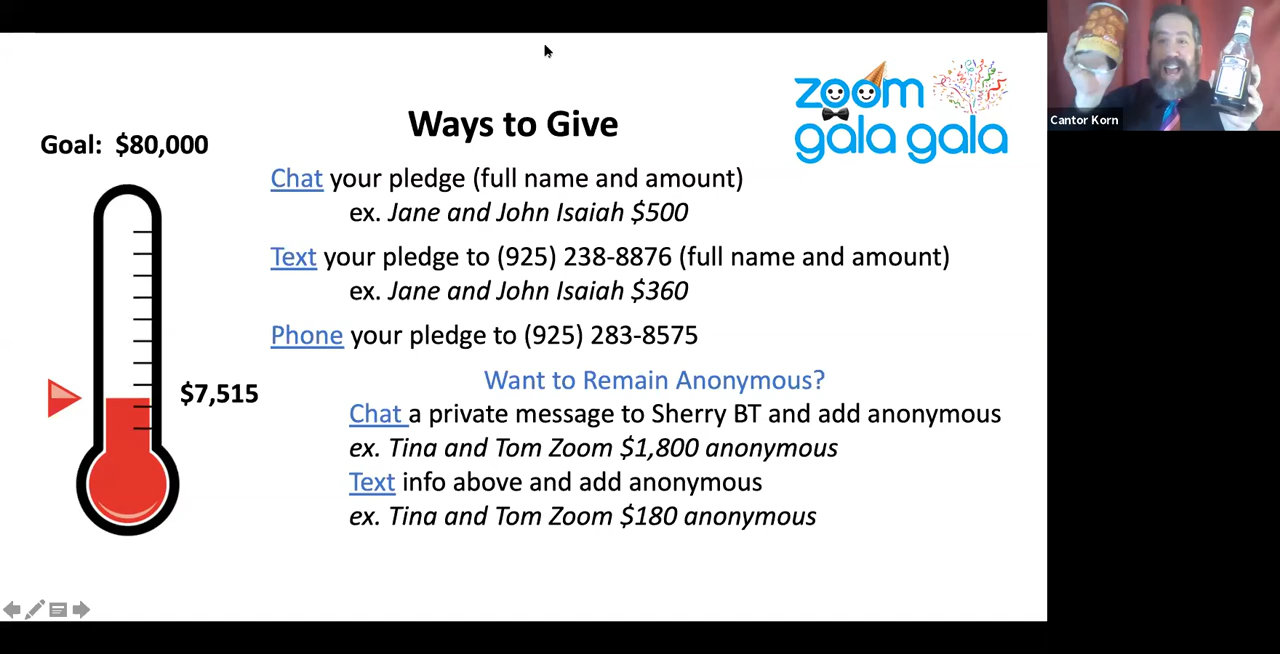 zoom
gala gala
Cantor Korn
Ways to Give
Goal: $80,000
Chat your pledge (full name and amount)
ex. Jane and John Isaiah $500
Text your pledge to (925) 238-8876 (full name and amount)
ex. Jane and John Isaiah $360
Phone your pledge to (925) 283-8575
$7,515
Want to Remain Anonymous?
Chat a private message to Sherry BT and add anonymous
ex. Tina and Tom Zoom $1,800 anonymous
Text info above and add anonymous
ex. Tina and Tom Zoom $180 anonymous